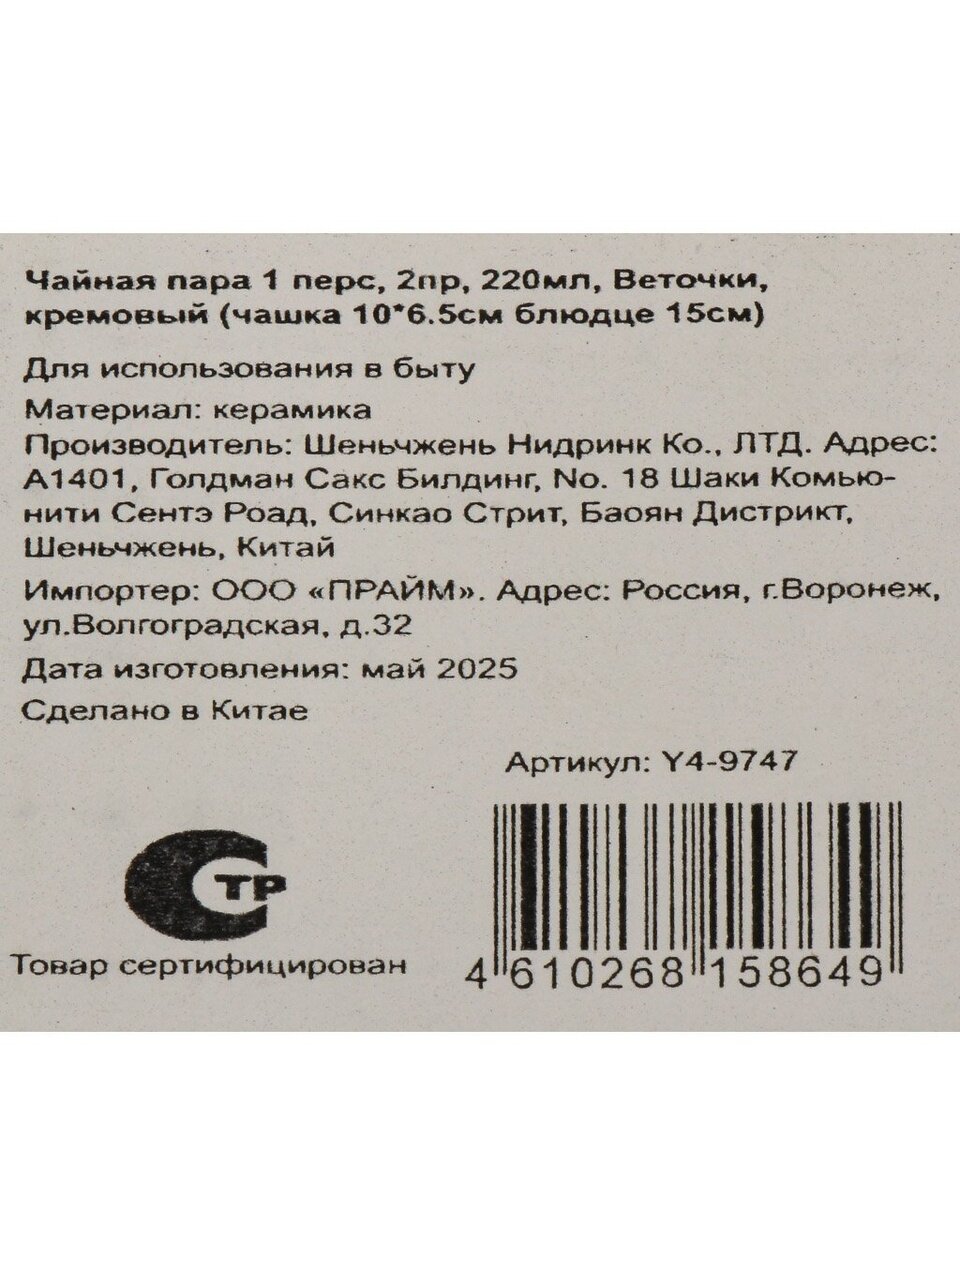 Чайная пара 1 перс, 2пр, 220мл, Веточки,
кремовый (чашка 10*6.5см блюдце 15см)
Для использования в быту
Материал: керамика
Производитель: Шеньчжень Нидринк Ко., ЛТД. Адрес:
А1401, Голдман Сакс Билдинг, No. 18 Шаки Комью-
нити Сентэ Роад, Синкао Стрит, Баоян Дистрикт,
Шеньчжень, Китай
Импортер: ООО «ПРАЙМ». Адрес: Россия, г.Воронеж,
ул.Волгоградская, д.32
Дата изготовления: май 2025
Сделано в Китае
Артикул: Y4-9747
СТР
Товар сертифицирован
4 610268 158649